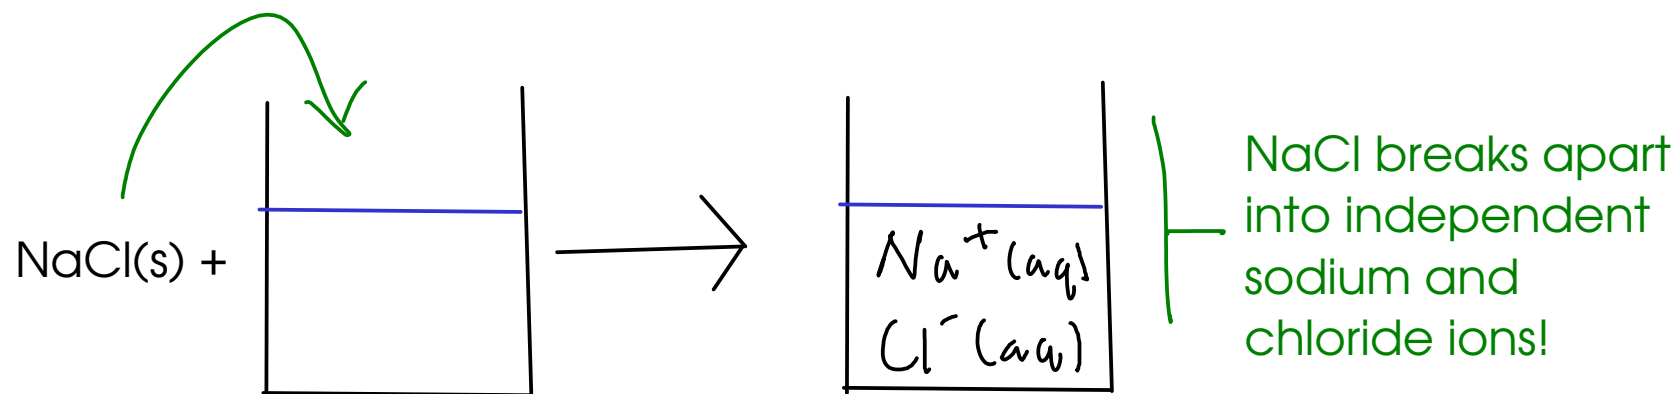 NaCl(s) +
Na⁺(aq)
Cl⁻(aq)
NaCl breaks apart
into independent
sodium and
chloride ions!